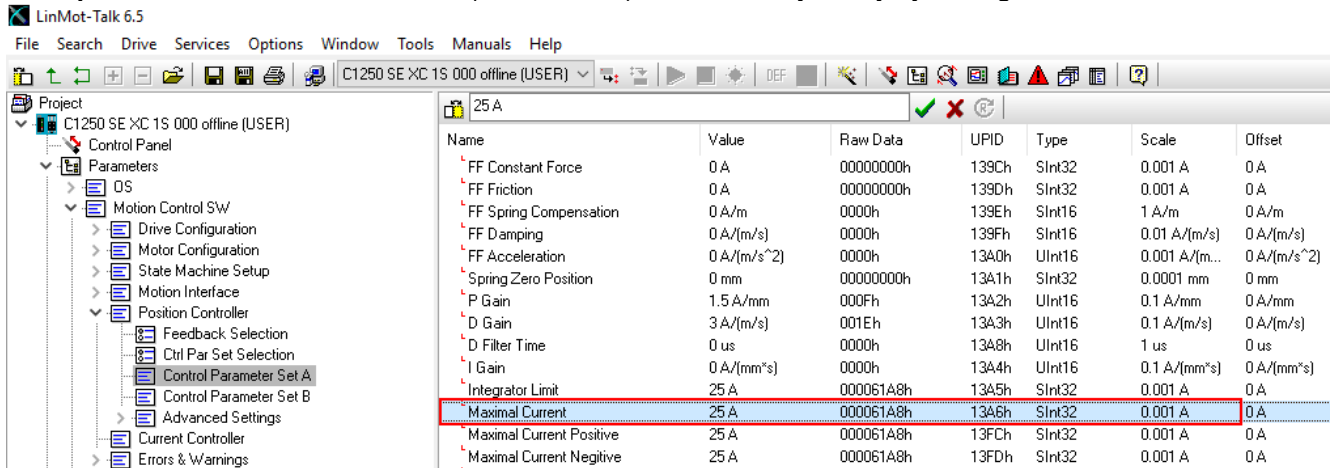 LinMot-Talk 6.5
File Search Drive Services Options Window Tools Manuals Help
C1250 SE XC 1S 000 offline (USER) DEF
Project
C1250 SE XC 1S 000 offline (USER)
Control Panel
Parameters
OS
Motion Control SW
Drive Configuration
Motor Configuration
State Machine Setup
Motion Interface
Position Controller
Feedback Selection
Ctrl Par Set Selection
Control Parameter Set A
Control Parameter Set B
Advanced Settings
Current Controller
Errors & Warnings
25 A
Name Value Raw Data UPID Type Scale Offset
FF Constant Force 0 A 00000000h 139Ch SInt32 0.001 A 0 A
FF Friction 0 A 00000000h 139Dh SInt32 0.001 A 0 A
FF Spring Compensation 0 A/m 0000h 139Eh SInt16 1 A/m 0 A/m
FF Damping 0 A/(m/s) 0000h 139Fh SInt16 0.01 A/(m/s) 0 A/(m/s)
FF Acceleration 0 A/(m/s^2) 0000h 13A0h UInt16 0.001 A/(m... 0 A/(m/s^2)
Spring Zero Position 0 mm 00000000h 13A1h SInt32 0.0001 mm 0 mm
P Gain 1.5 A/mm 000Fh 13A2h UInt16 0.1 A/mm 0 A/mm
D Gain 3 A/(m/s) 001Eh 13A3h UInt16 0.1 A/(m/s) 0 A/(m/s)
D Filter Time 0 us 0000h 13A8h UInt16 1 us 0 us
I Gain 0 A/(mm*s) 0000h 13A4h UInt16 0.1 A/(mm*s) 0 A/(mm*s)
Integrator Limit 25 A 000061A8h 13A5h SInt32 0.001 A 0 A
Maximal Current 25 A 000061A8h 13A6h SInt32 0.001 A 0 A
Maximal Current Positive 25 A 000061A8h 13FCh SInt32 0.001 A 0 A
Maximal Current Negitive 25 A 000061A8h 13FDh SInt32 0.001 A 0 A